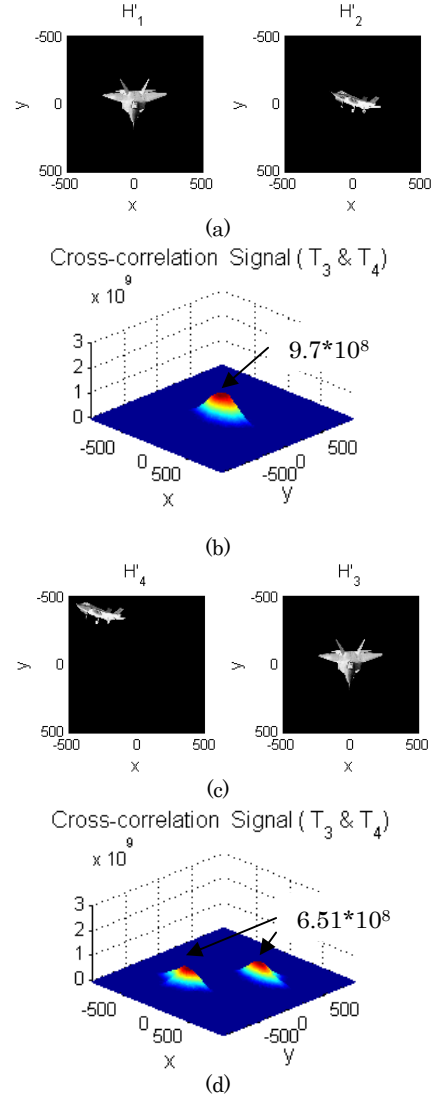 H'1 H'2
-500 -500
y 0 y 0
500 500
-500 0 500 -500 0 500
x x
(a)
Cross-correlation Signal ( T3 & T4)
x 10^9
9.7*10^8
3
2
1
0
-500 0 500 -500 0 500
x y
(b)
H'4 H'3
-500 -500
y 0 y 0
500 500
-500 0 500 -500 0 500
x x
(c)
Cross-correlation Signal ( T3 & T4)
x 10^9
6.51*10^8
3
2
1
0
-500 0 500 -500 0 500
x y
(d)